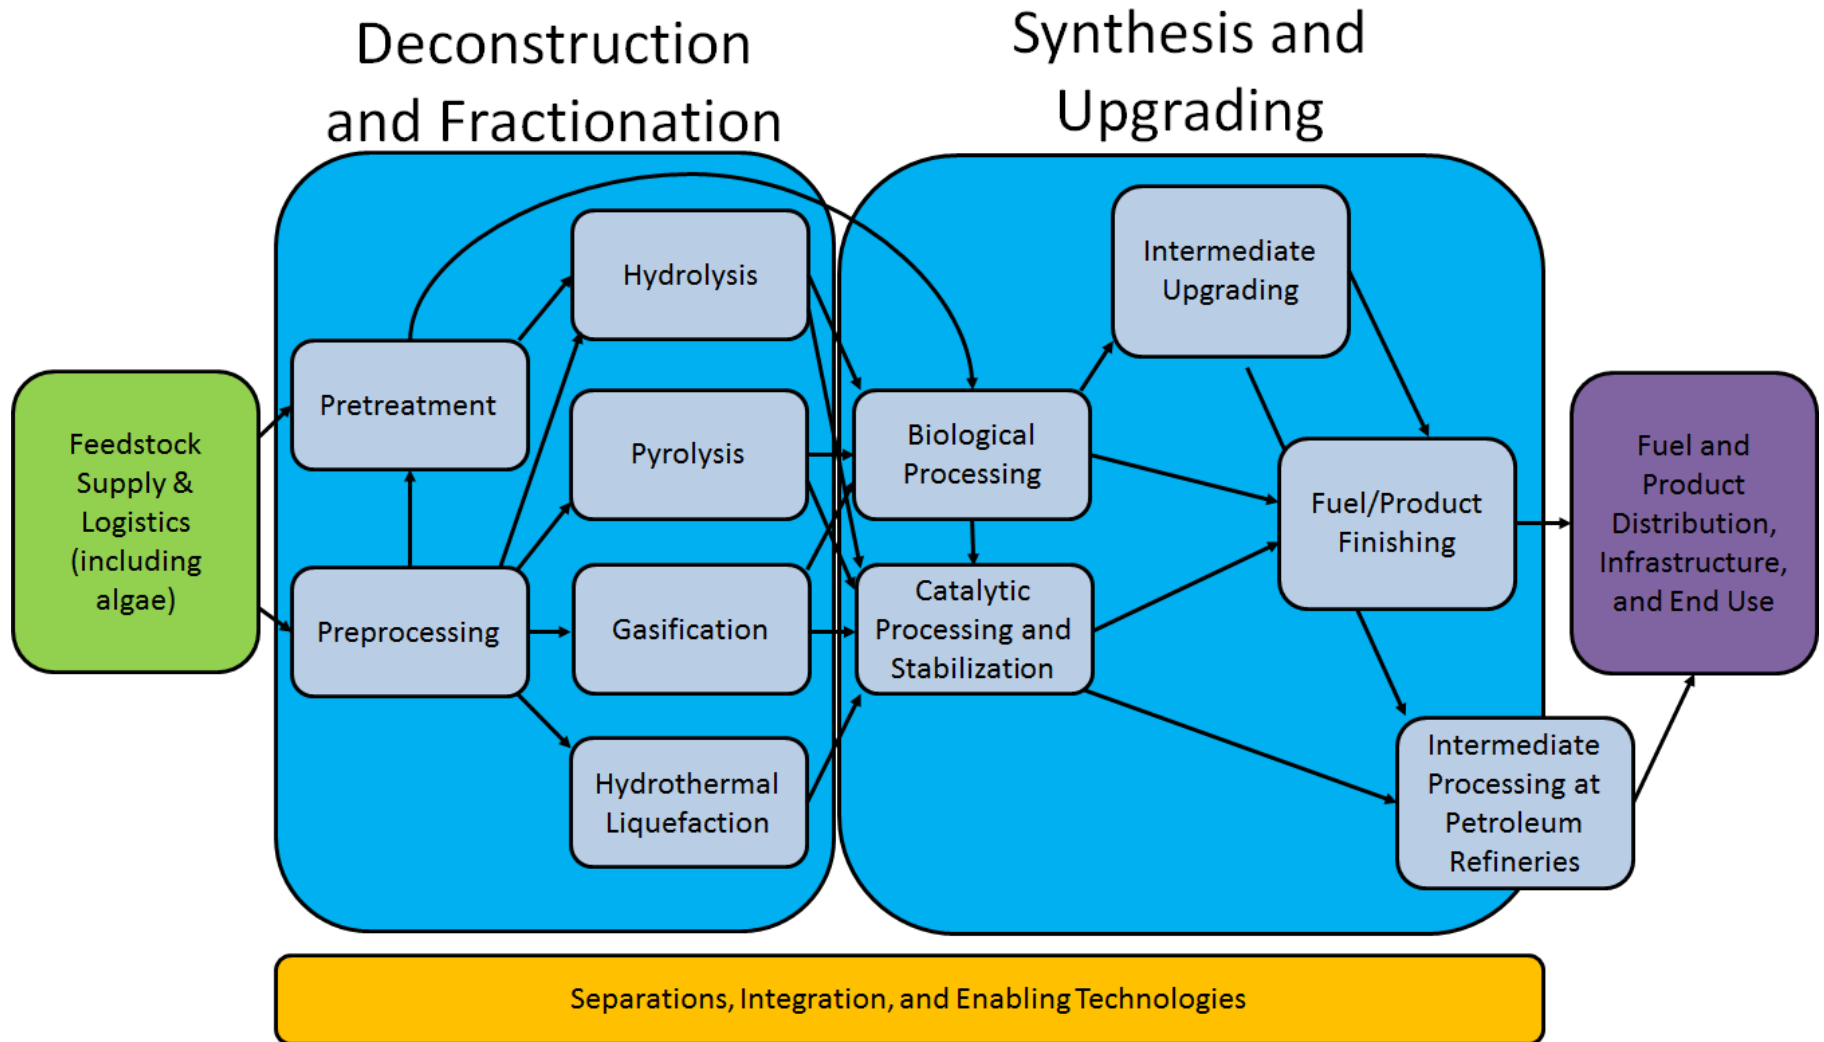 Deconstruction
and Fractionation
Synthesis and
Upgrading
Feedstock
Supply &
Logistics
(including
algae)
Pretreatment
Preprocessing
Hydrolysis
Pyrolysis
Gasification
Hydrothermal
Liquefaction
Biological
Processing
Catalytic
Processing and
Stabilization
Intermediate
Upgrading
Fuel/Product
Finishing
Intermediate
Processing at
Petroleum
Refineries
Fuel and
Product
Distribution,
Infrastructure,
and End Use
Separations, Integration, and Enabling Technologies